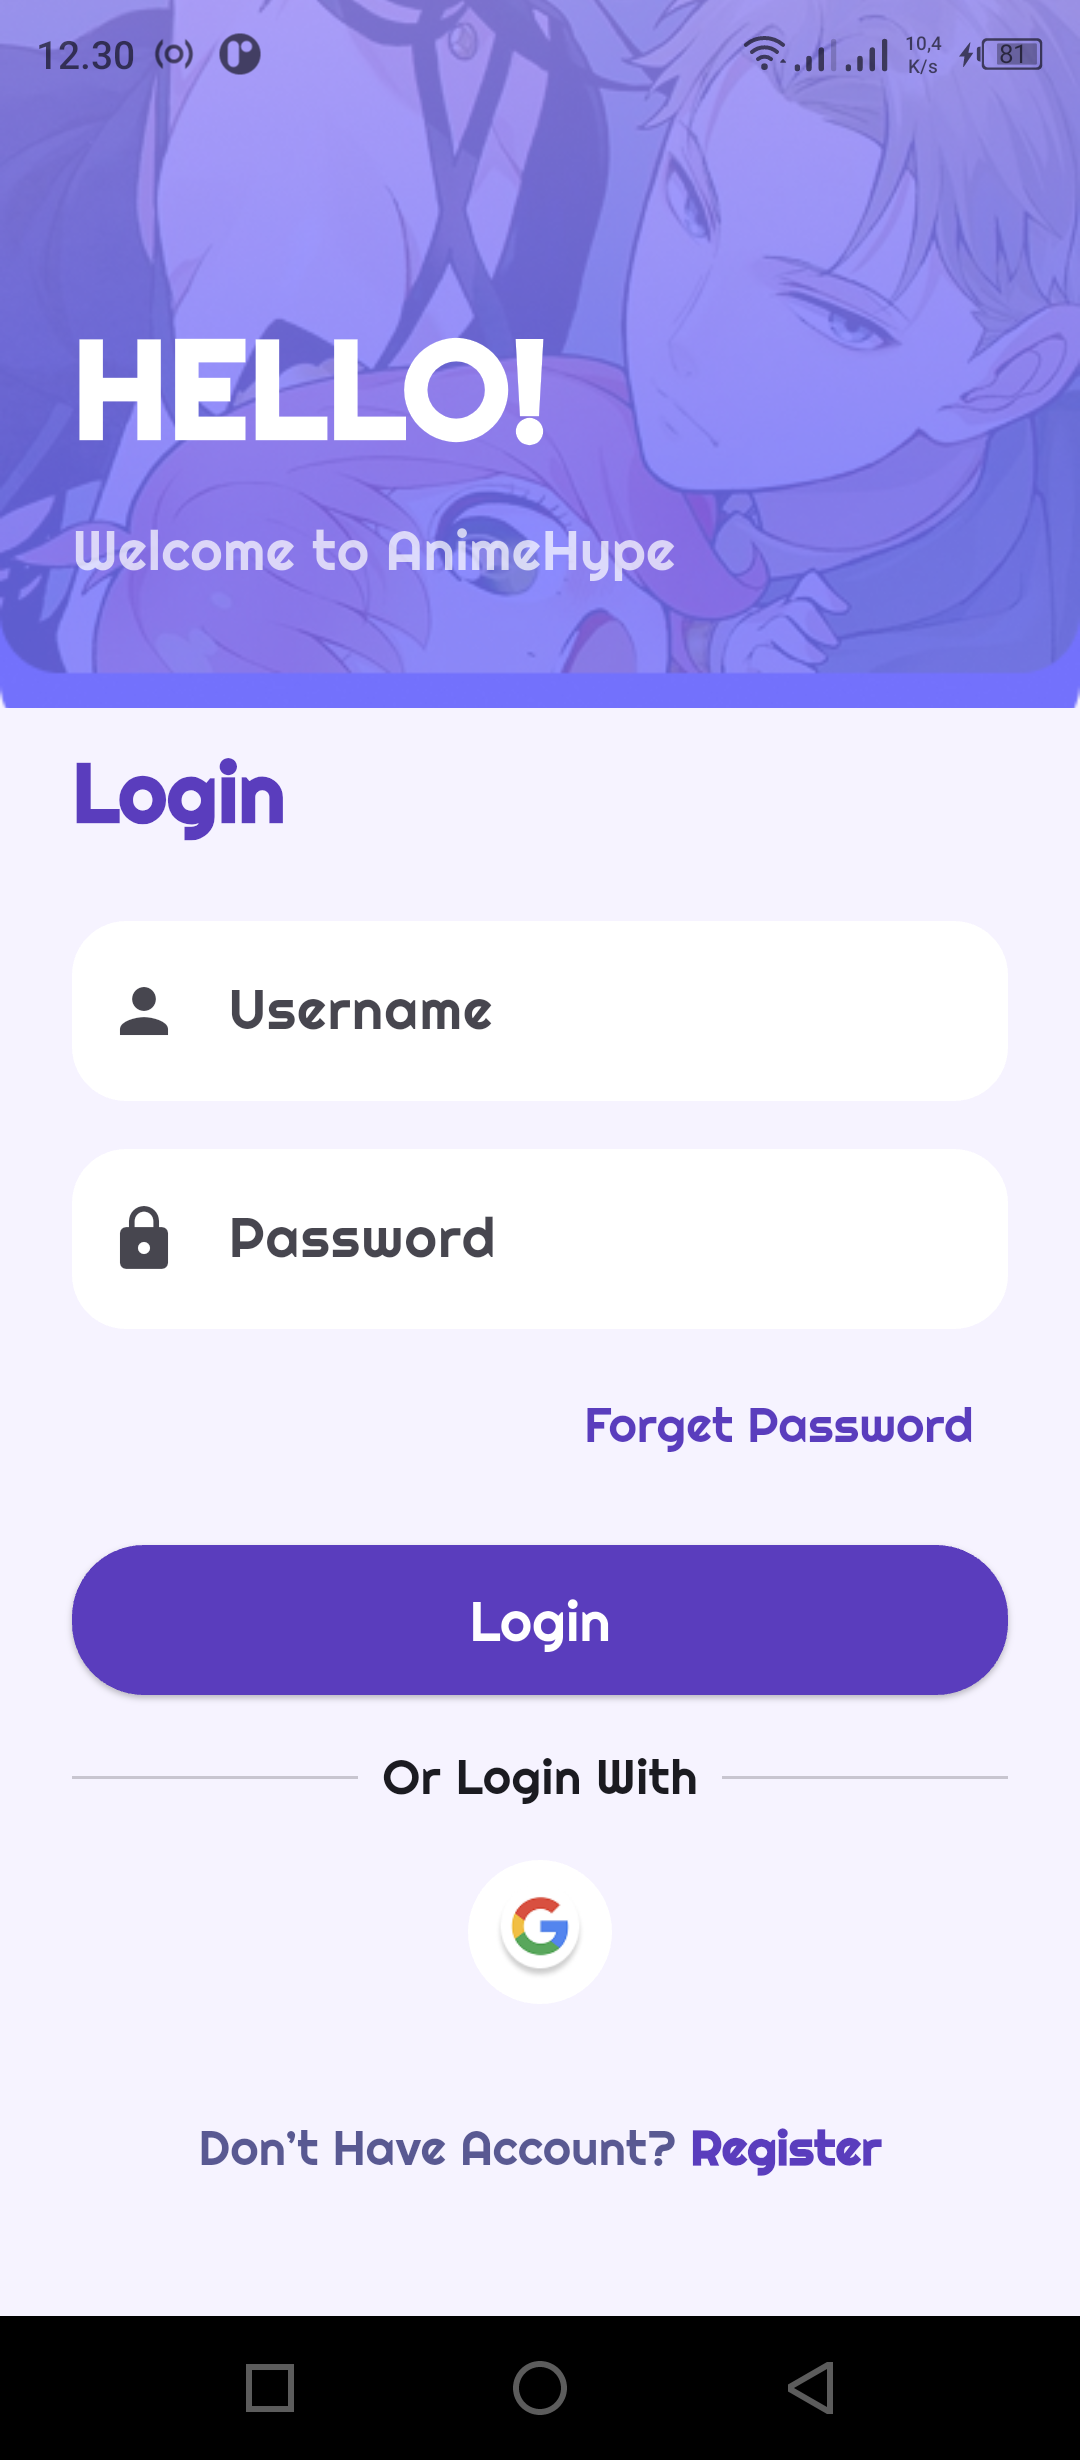 12.30
10,4
K/s
81
HELLO!
Welcome to AnimeHype
Login
Username
Password
Forget Password
Login
Or Login With
Don't Have Account? Register